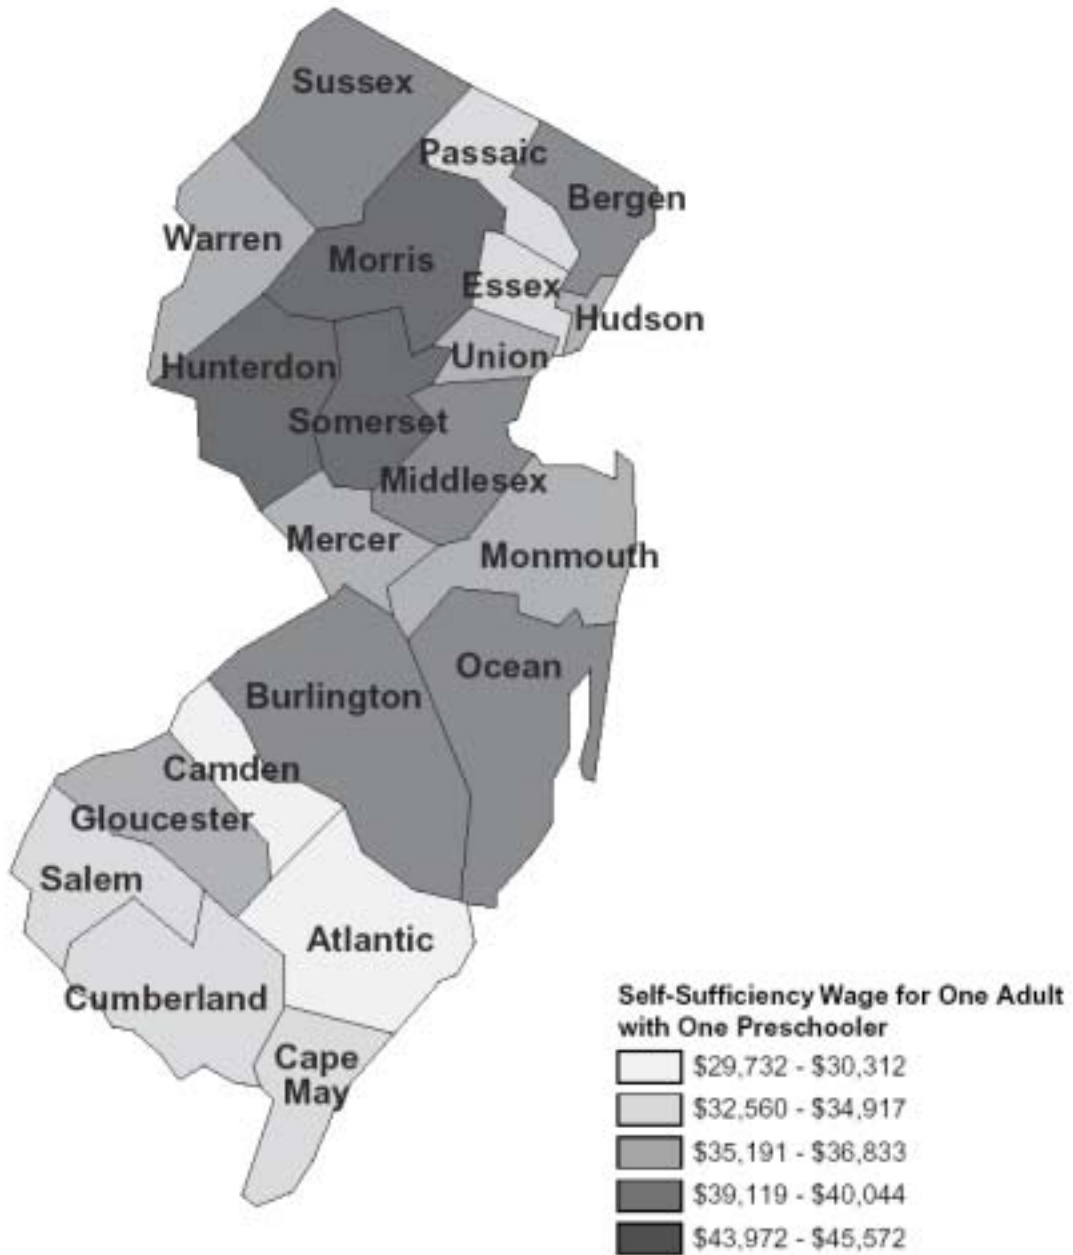 Sussex
Passaic
Bergen
Warren
Morris
Essex
Hudson
Union
Hunterdon
Somerset
Middlesex
Mercer
Monmouth
Ocean
Burlington
Camden
Gloucester
Salem
Atlantic
Cumberland
Cape
May
Self-Sufficiency Wage for One Adult
with One Preschooler
$29,732 - $30,312
$32,560 - $34,917
$35,191 - $36,833
$39,119 - $40,044
$43,972 - $45,572